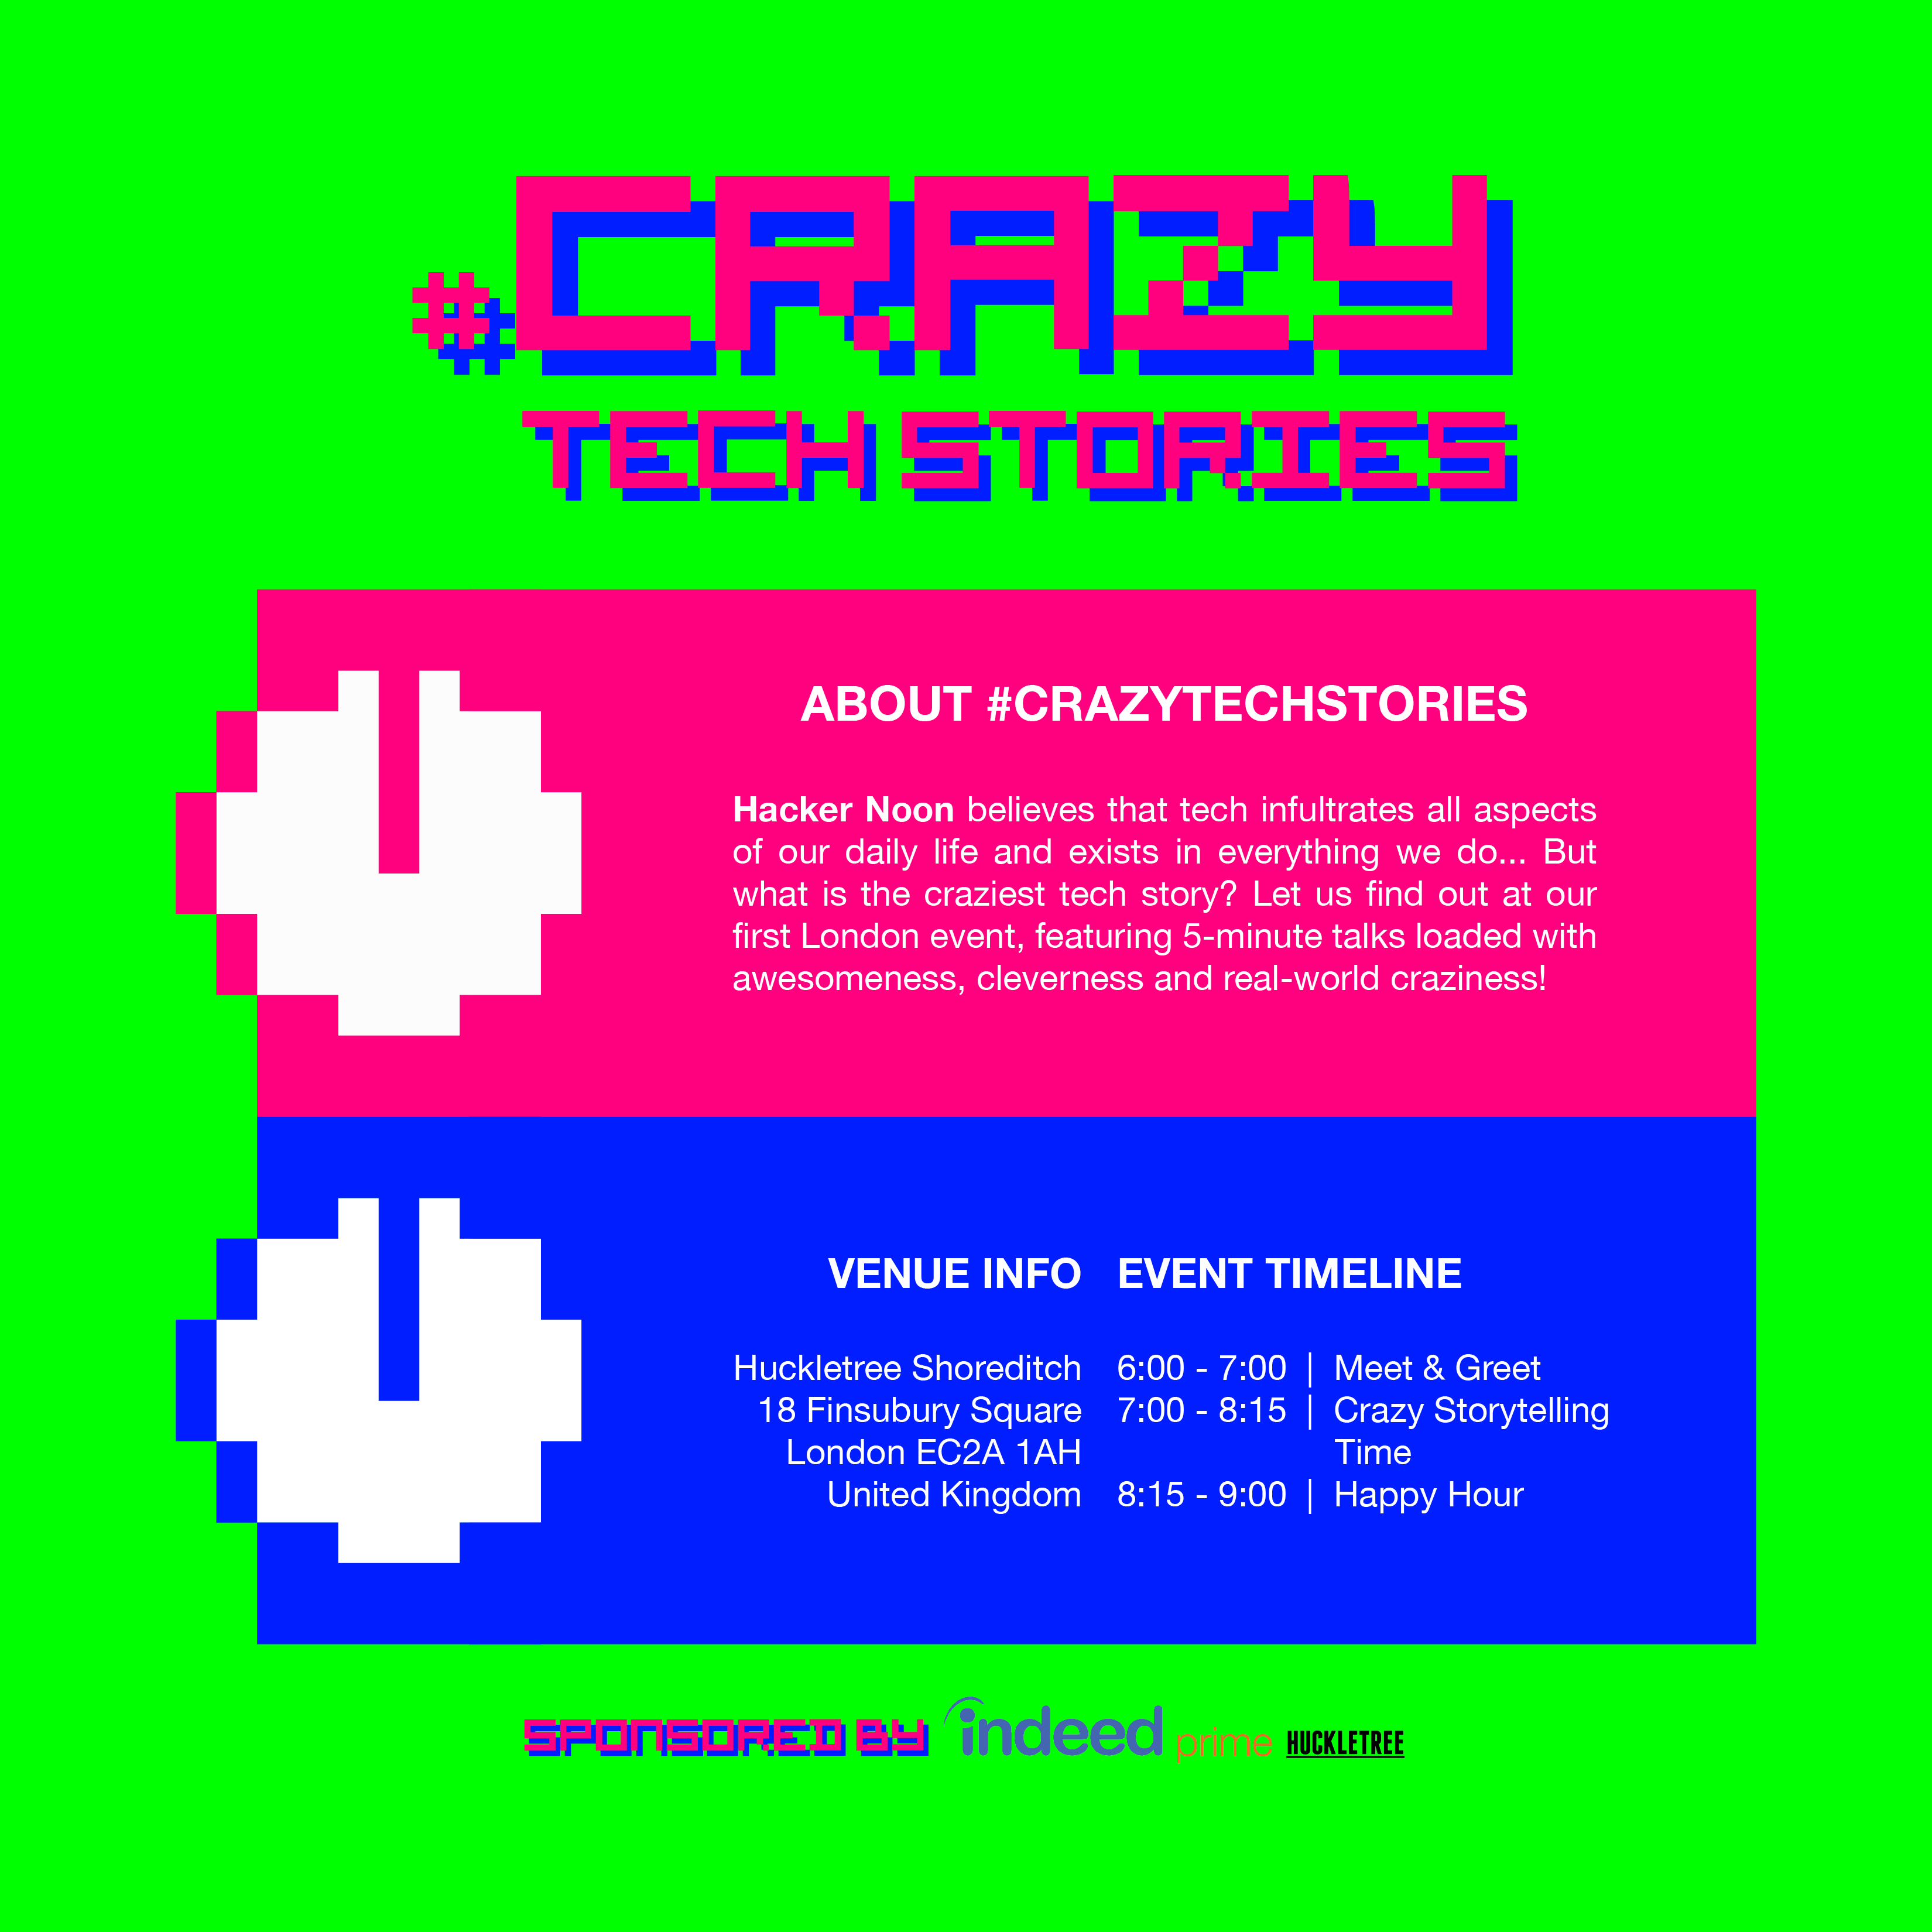 #CRAZY
TECH STORIES
ABOUT #CRAZYTECHSTORIES
Hacker Noon believes that tech infultrates all aspects
of our daily life and exists in everything we do... But
what is the craziest tech story? Let us find out at our
first London event, featuring 5-minute talks loaded with
awesomeness, cleverness and real-world craziness!
VENUE INFO
Huckletree Shoreditch
18 Finsubury Square
London EC2A 1AH
United Kingdom
EVENT TIMELINE
6:00 - 7:00 | Meet & Greet
7:00 - 8:15 | Crazy Storytelling
Time
8:15 - 9:00 | Happy Hour
SPONSORED BY indeed prime HUCKLETREE